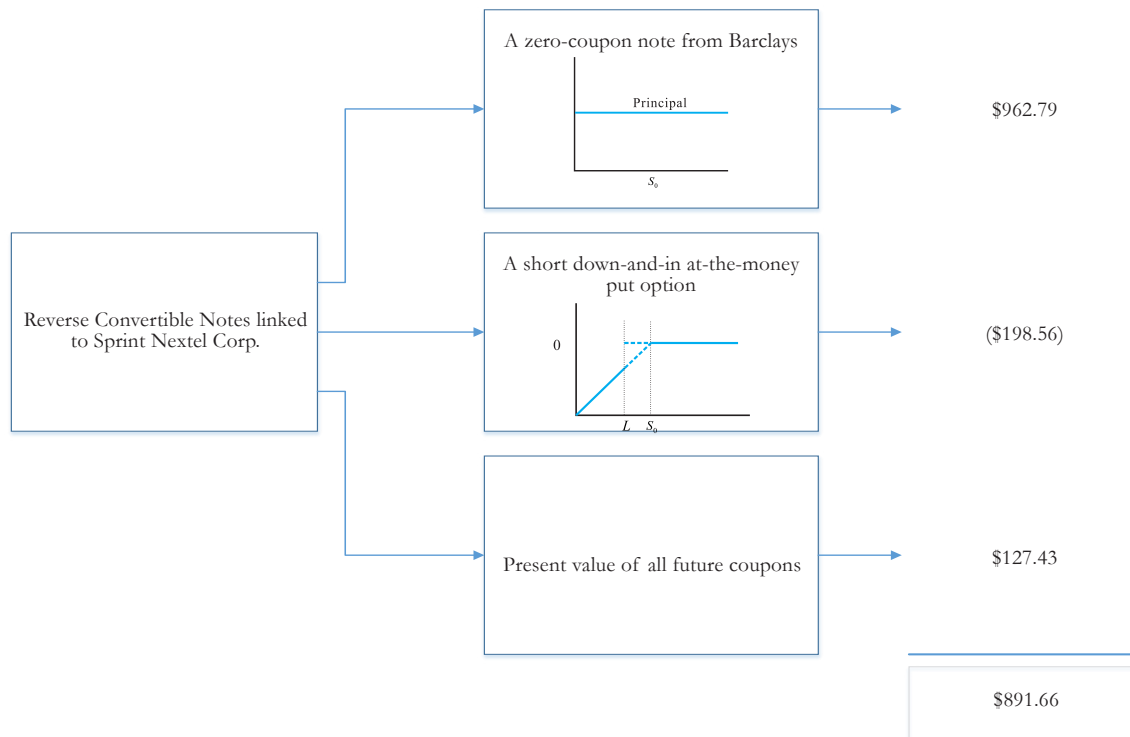 A zero-coupon note from Barclays
Principal
S₀
$962.79
Reverse Convertible Notes linked
to Sprint Nextel Corp.
A short down-and-in at-the-money
put option
0
L S₀
($198.56)
Present value of all future coupons
$127.43
$891.66